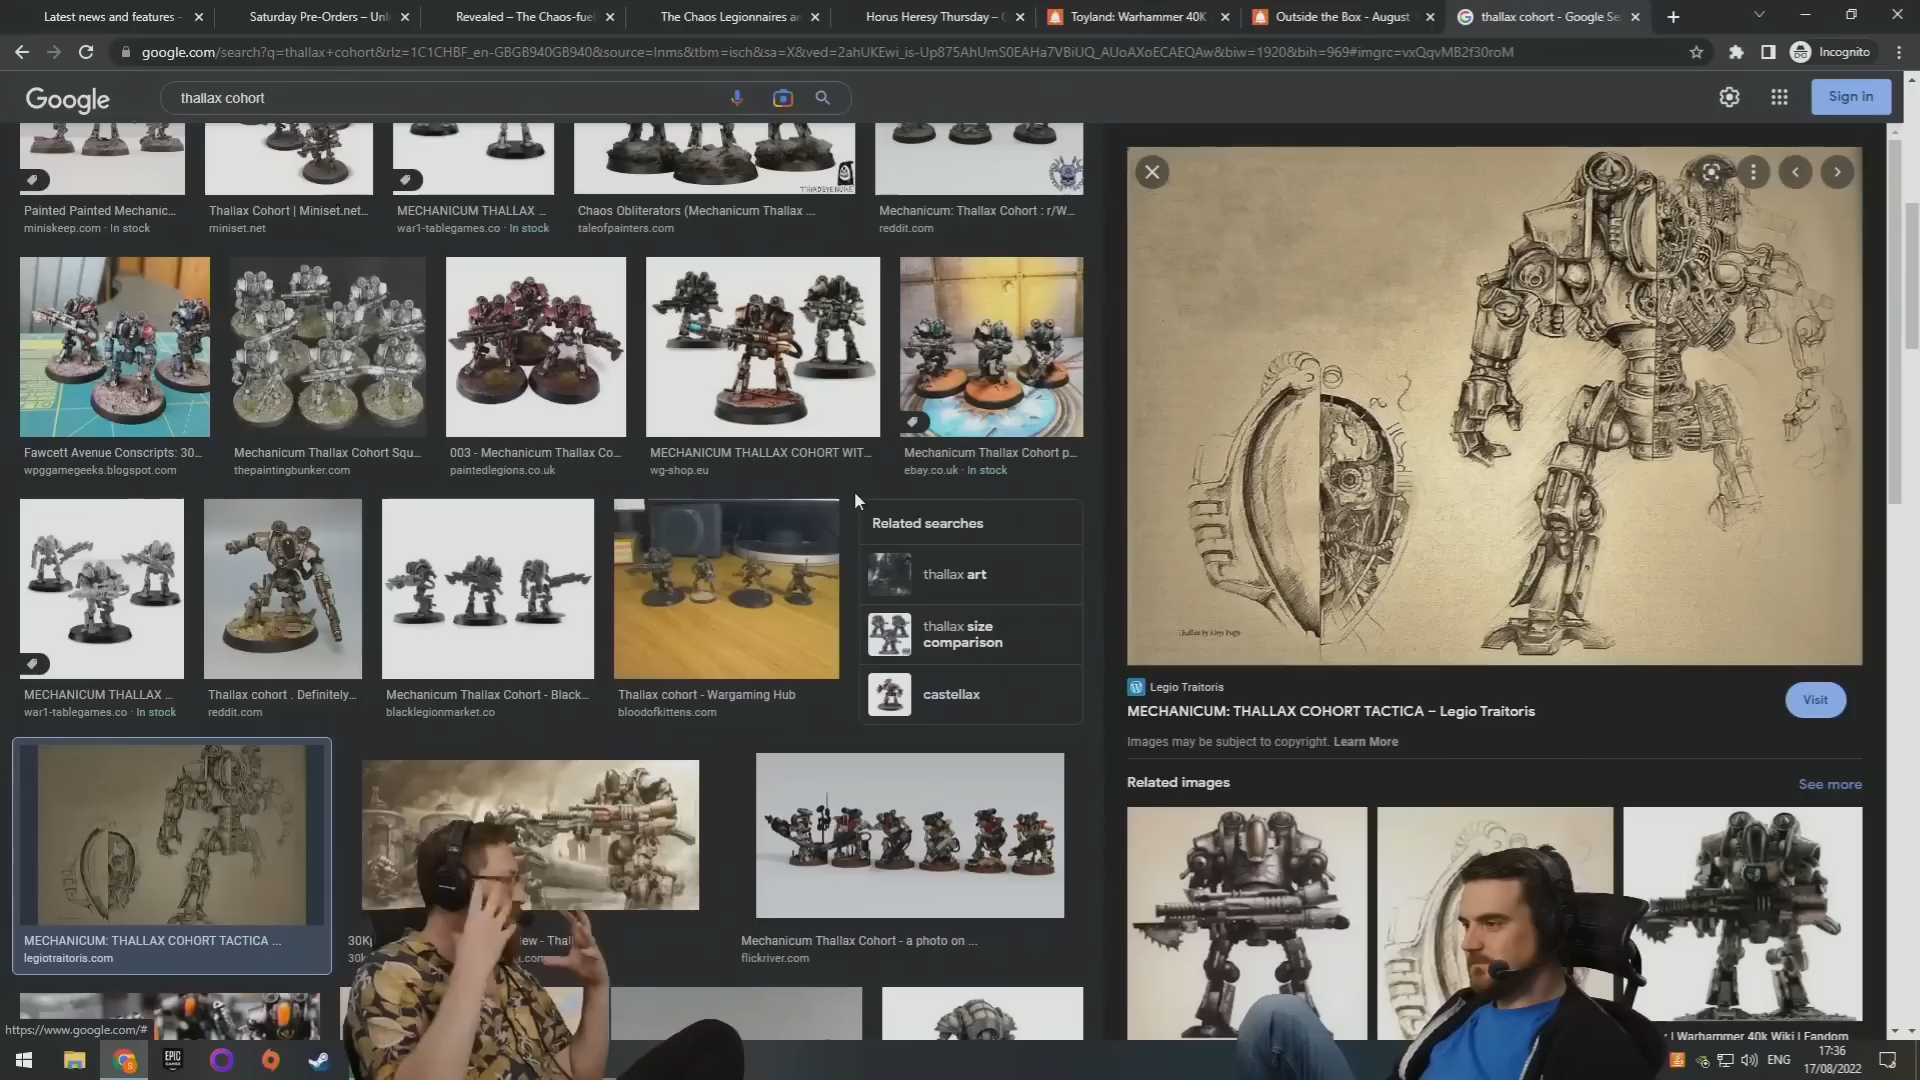 Latest news and features -
Saturday Pre-Orders – Unl
Revealed – The Chaos-fue
The Chaos Legionnaires a
Horus Heresy Thursday –
Toyland: Warhammer 40K
Outside the Box - August
thallax cohort - Google Se
google.com/search?q=thallax+cohort&rlz=1C1CHBF_en-GBGB940GB940&source=lnms&tbm=isch&sa=X&ved=2ahUKEwi_is-Up875AhUmS0EAHa7VBiUQ_AUoAXoECAEQAw&biw=1920&bih=969#imgrc=vxQqvMB2f30roM
Incognito
Google
thallax cohort
Sign in
THIRDEYENUKE
Painted Painted Mechanic...
miniskeep.com · In stock
Thallax Cohort | Miniset.net...
miniset.net
MECHANICUM THALLAX ...
war1-tablegames.co · In stock
Chaos Obliterators (Mechanicum Thallax ...
taleofpainters.com
Mechanicum: Thallax Cohort : r/W...
reddit.com
Fawcett Avenue Conscripts: 30...
wpggamegeeks.blogspot.com
Mechanicum Thallax Cohort Squ...
thepaintingbunker.com
003 - Mechanicum Thallax Co...
paintedlegions.co.uk
MECHANICUM THALLAX COHORT WIT...
wg-shop.eu
Mechanicum Thallax Cohort p...
ebay.co.uk · In stock
MECHANICUM THALLAX ...
war1-tablegames.co · In stock
Thallax cohort . Definitely...
reddit.com
Mechanicum Thallax Cohort - Black...
blacklegionmarket.co
Thallax cohort - Wargaming Hub
bloodofkittens.com
Related searches
thallax art
thallax size
comparison
castellax
Legio Traitoris
MECHANICUM: THALLAX COHORT TACTICA – Legio Traitoris
Visit
Images may be subject to copyright. Learn More
Related images
See more
MECHANICUM: THALLAX COHORT TACTICA ...
legiotraitoris.com
Mechanicum Thallax Cohort - a photo on ...
flickriver.com
| Warhammer 40k Wiki | Fandom
https://www.google.com/#
EPIC
GAMES
ENG
17:36
17/08/2022